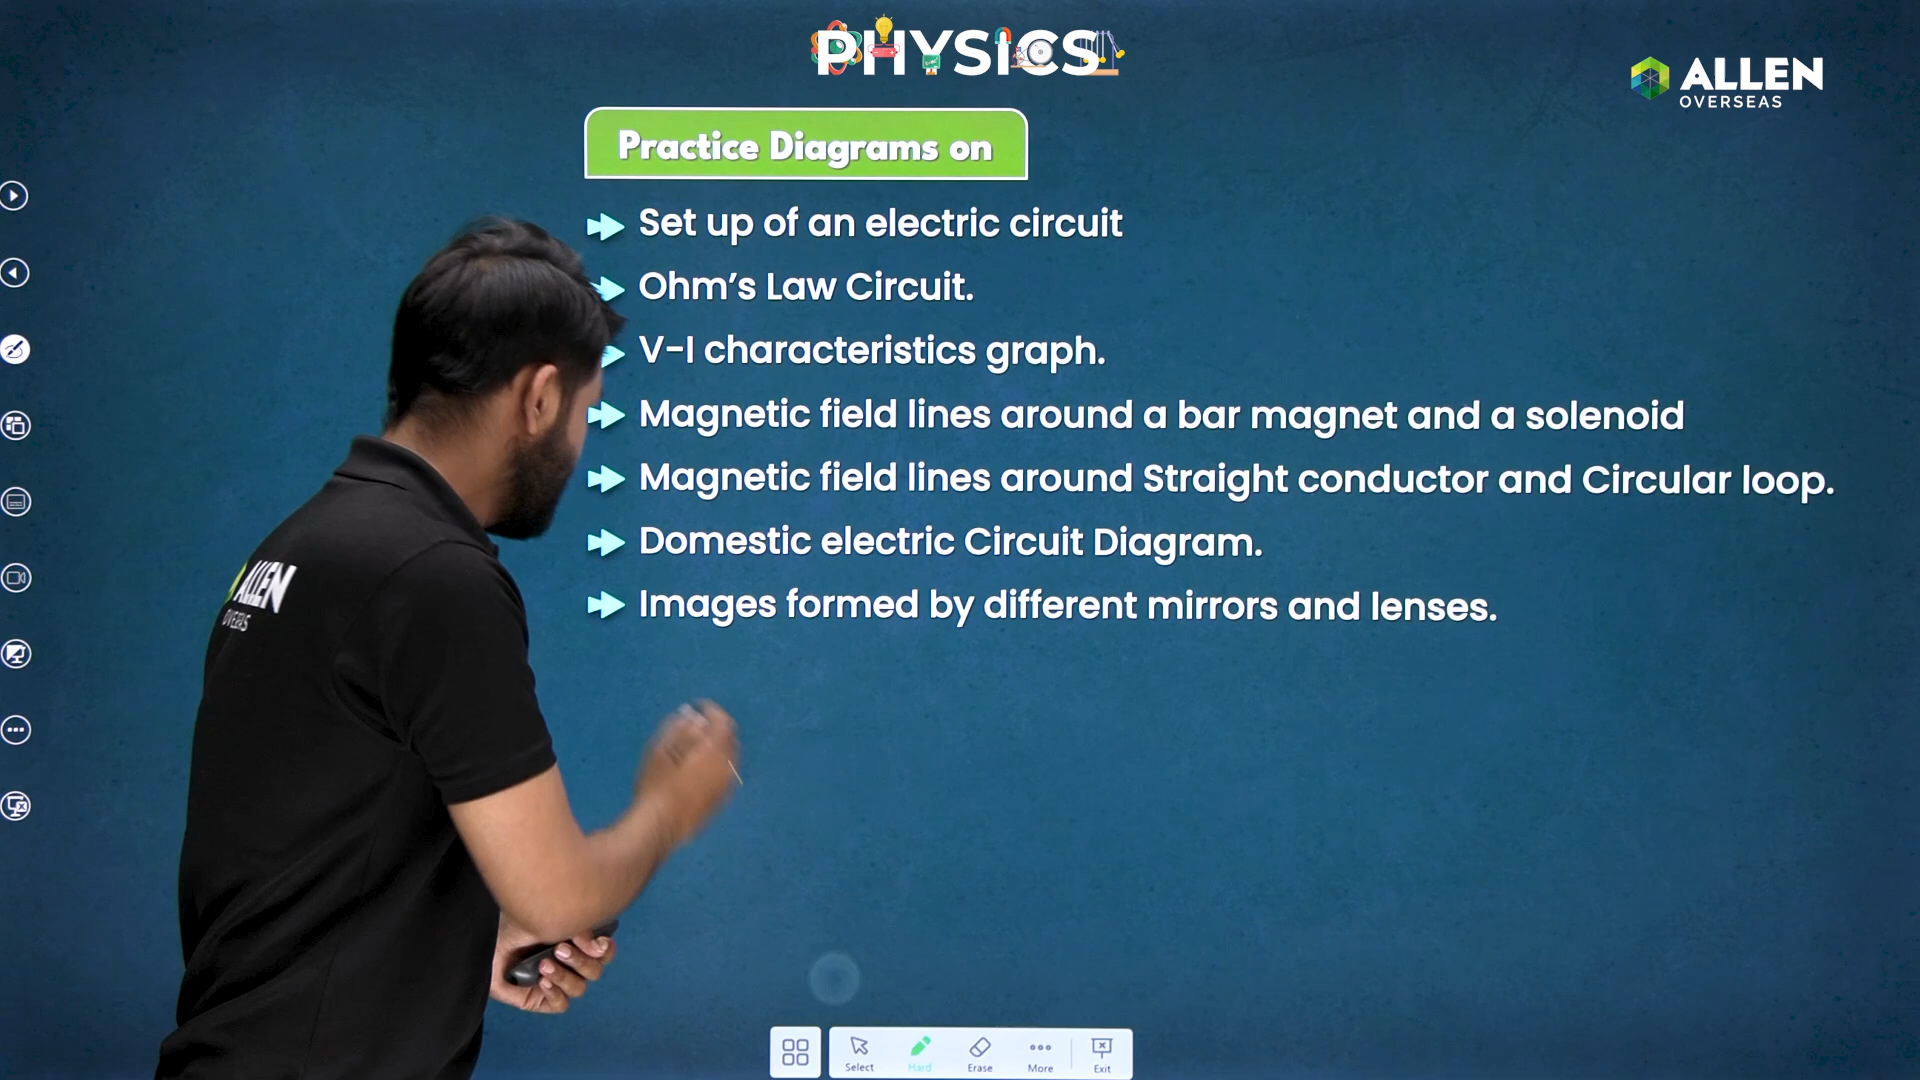 PHYSICS
ALLEN
OVERSEAS
Practice Diagrams on
Set up of an electric circuit
Ohm’s Law Circuit.
V-I characteristics graph.
Magnetic field lines around a bar magnet and a solenoid
Magnetic field lines around Straight conductor and Circular loop.
Domestic electric Circuit Diagram.
Images formed by different mirrors and lenses.
ALLEN
OVERSEAS
Select
Hard
Erase
More
Exit